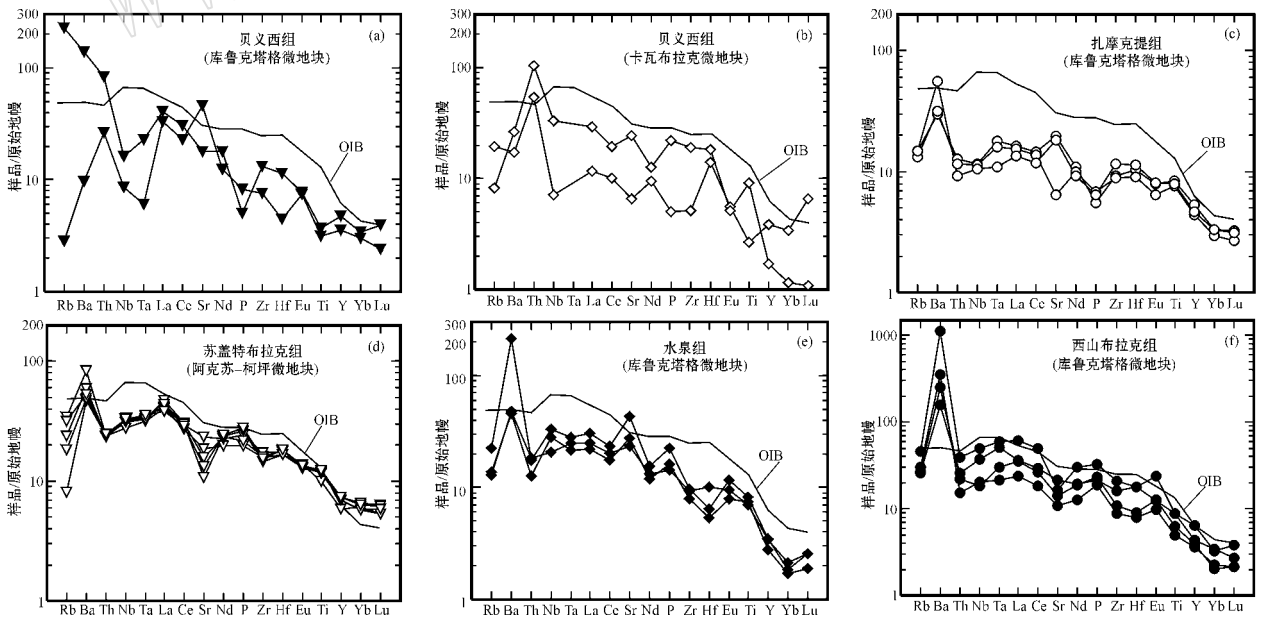 300
200
100
10
1
样品/原始地幔
贝义西组
(库鲁克塔格微地块)
(a)
OIB
Rb Ba Th Nb Ta La Ce Sr Nd P Zr Hf Eu Ti Y Yb Lu
300
200
100
10
1
样品/原始地幔
贝义西组
(卡瓦布拉克微地块)
(b)
OIB
Rb Ba Th Nb Ta La Ce Sr Nd P Zr Hf Eu Ti Y Yb Lu
200
100
10
1
样品/原始地幔
扎摩克提组
(库鲁克塔格微地块)
(c)
OIB
Rb Ba Th Nb Ta La Ce Sr Nd P Zr Hf Eu Ti Y Yb Lu
200
100
10
1
样品/原始地幔
苏盖特布拉克组
(阿克苏–柯坪微地块)
(d)
OIB
Rb Ba Th Nb Ta La Ce Sr Nd P Zr Hf Eu Ti Y Yb Lu
300
200
100
10
1
样品/原始地幔
水泉组
(库鲁克塔格微地块)
(e)
OIB
Rb Ba Th Nb Ta La Ce Sr Nd P Zr Hf Eu Ti Y Yb Lu
1000
100
10
1
样品/原始地幔
西山布拉克组
(库鲁克塔格微地块)
(f)
OIB
Rb Ba Th Nb Ta La Ce Sr Nd P Zr Hf Eu Ti Y Yb Lu